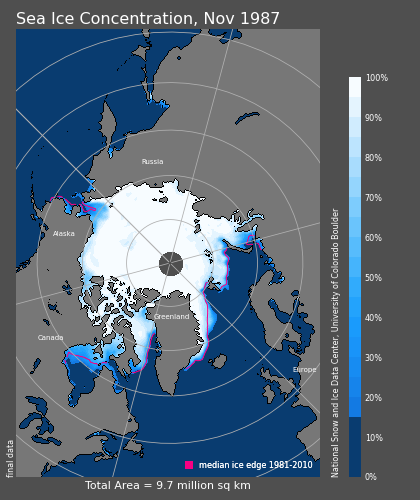 Sea Ice Concentration, Nov 1987
Russia
Alaska
Greenland
Canada
Europe
median ice edge 1981-2010
final data
Total Area = 9.7 million sq km
100%
90%
80%
70%
60%
50%
40%
30%
20%
10%
0%
National Snow and Ice Data Center, University of Colorado Boulder